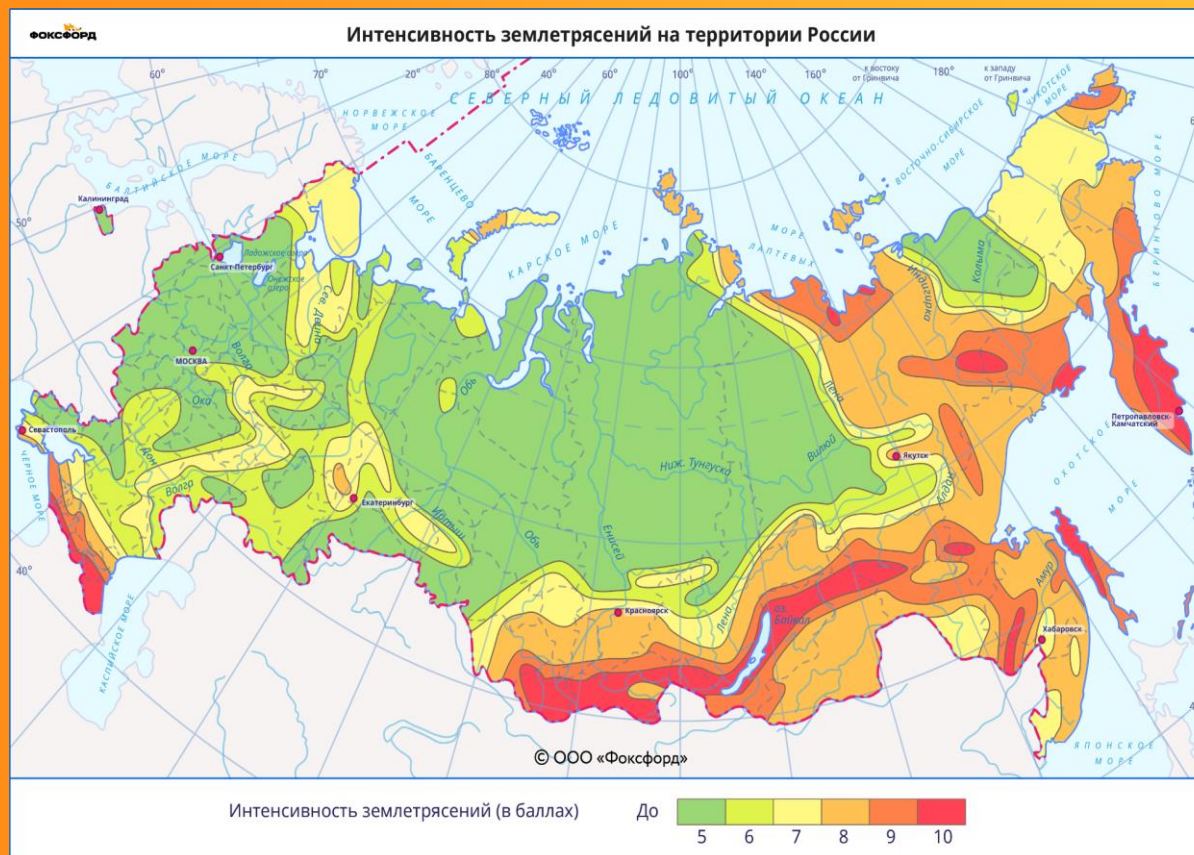 ФОКСФОРД
Интенсивность землетрясений на территории России
60°
70°
20°
80°
40°
60°
100°
140°
160°
к востоку
от Гринвича
180°
к западу
от Гринвича
СЕВЕРНЫЙ ЛЕДОВИТЫЙ ОКЕАН
ЧУКОТСКОЕ
МОРЕ
НОРВЕЖСКОЕ
МОРЕ
БАРЕНЦЕВО
МОРЕ
ВОСТОЧНО-СИБИРСКОЕ
МОРЕ
БЕРИНГОВО МОРЕ
БАЛТИЙСКОЕ МОРЕ
Калининград
50°
КАРСКОЕ МОРЕ
МОРЕ
ЛАПТЕВЫХ
Ладожское озеро
Санкт-Петербург
Онежское
озеро
Сев. Двина
Индигирка
Колыма
МОСКВА
Волга
Обь
Лена
Ока
Петропавловск-
Камчатский
Севастополь
Дон
Волга
Ниж. Тунгуска
Вилюй
Якутск
Алдан
ОХОТСКОЕ
МОРЕ
ЧЕРНОЕ МОРЕ
Екатеринбург
Иртыш
Обь
Енисей
40°
Амур
КАСПИЙСКОЕ МОРЕ
Красноярск
Лена
оз.
Байкал
Хабаровск
ЯПОНСКОЕ
МОРЕ
© ООО «Фоксфорд»
Интенсивность землетрясений (в баллах)
До
5 6 7 8 9 10